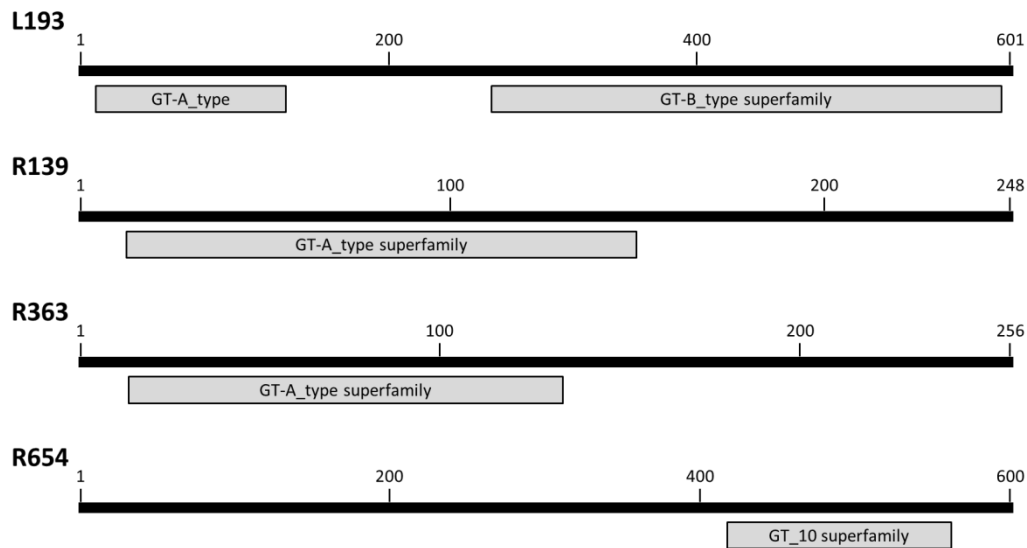 L193
1 200 400 601
GT-A_type GT-B_type superfamily
R139
1 100 200 248
GT-A_type superfamily
R363
1 100 200 256
GT-A_type superfamily
R654
1 200 400 600
GT_10 superfamily